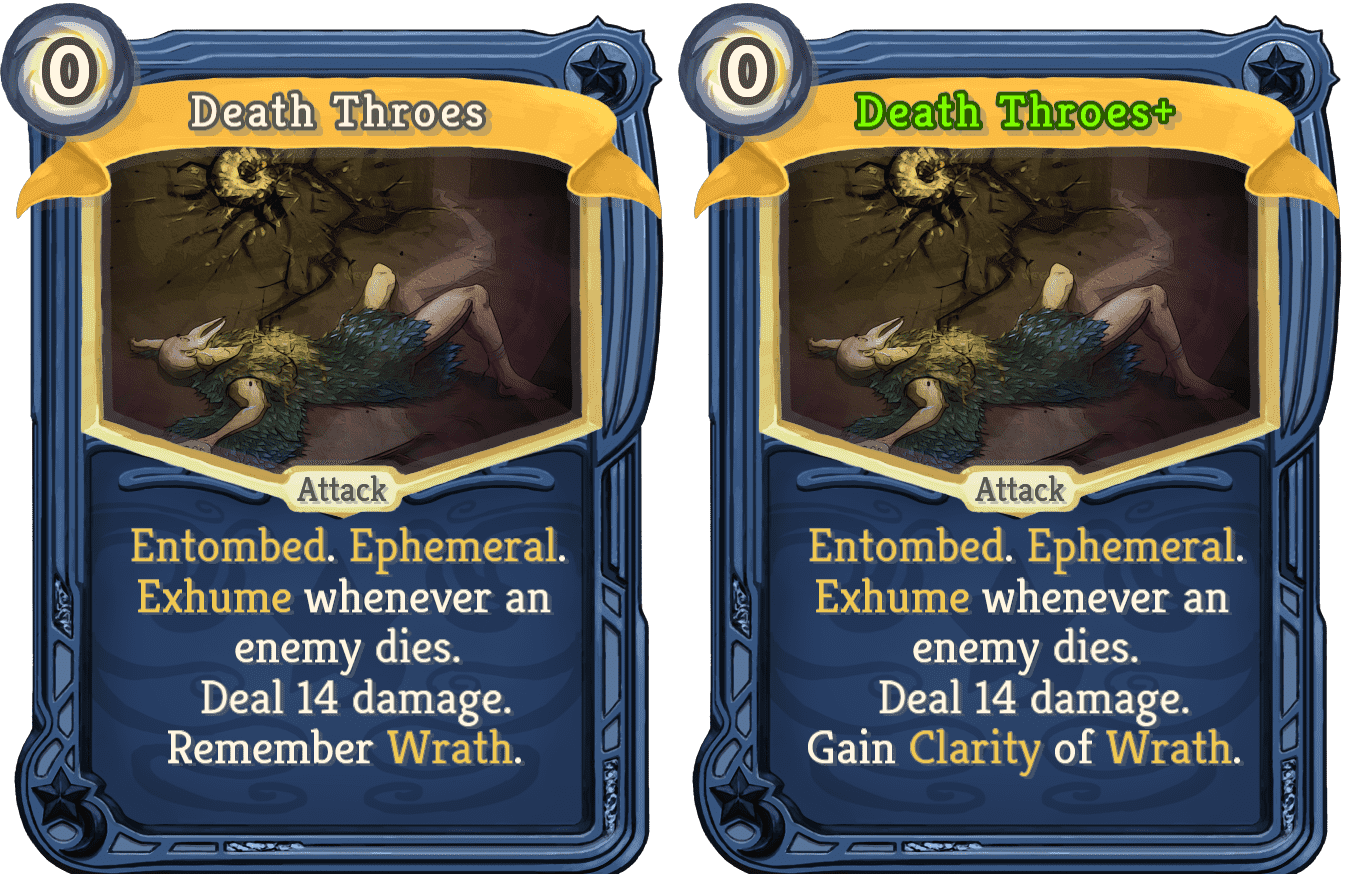 0
Death Throes
Attack
Entombed. Ephemeral.
Exhume whenever an
enemy dies.
Deal 14 damage.
Remember Wrath.
0
Death Throes+
Attack
Entombed. Ephemeral.
Exhume whenever an
enemy dies.
Deal 14 damage.
Gain Clarity of Wrath.